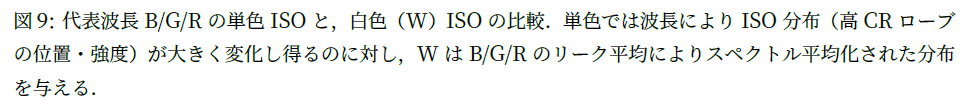 図 9: 代表波長 B/G/R の単色 ISO と，白色（W）ISO の比較．単色では波長により ISO 分布（高 CR ローブ
の位置・強度）が大きく変化し得るのに対し，W は B/G/R のリーク平均によりスペクトル平均化された分布
を与える．